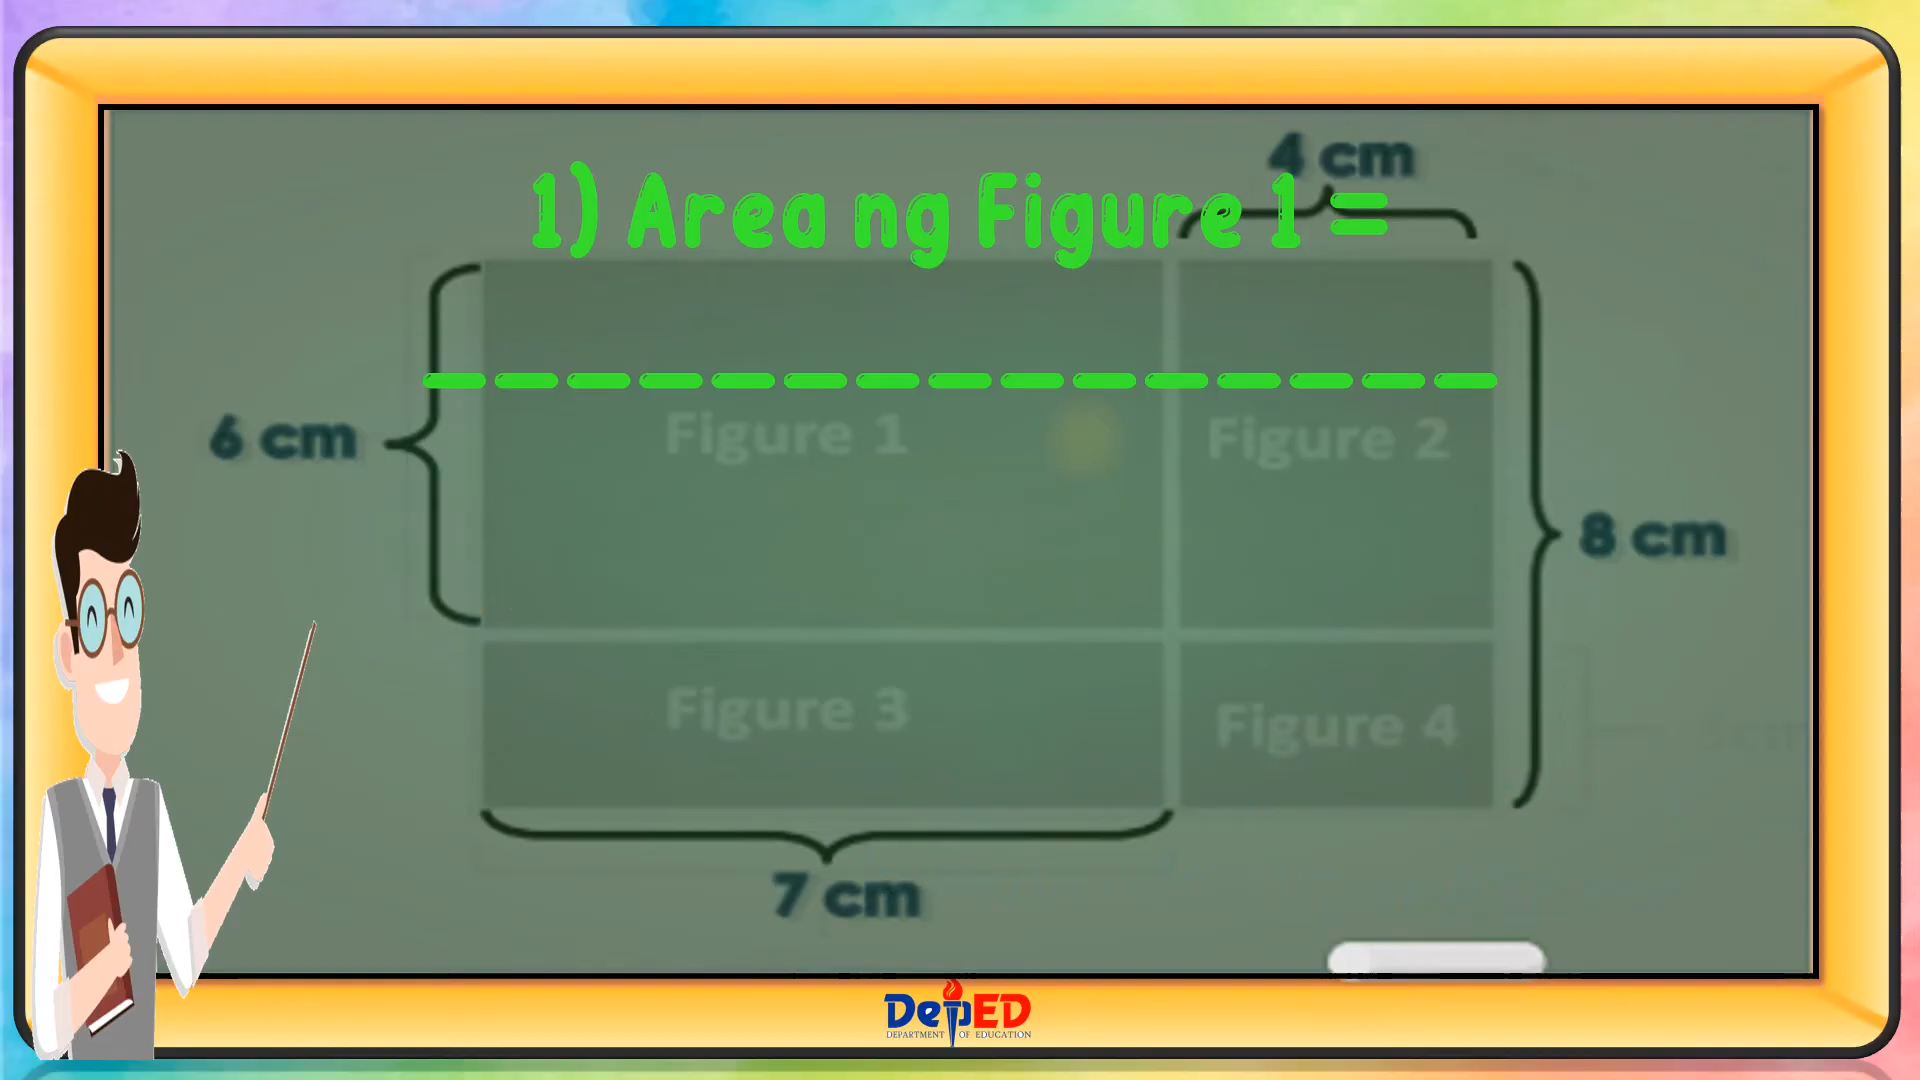 4 cm
1) Area ng Figure 1 =
_______________
6 cm
Figure 1
Figure 2
8 cm
Figure 3
Figure 4
7 cm
DepED
DEPARTMENT OF EDUCATION